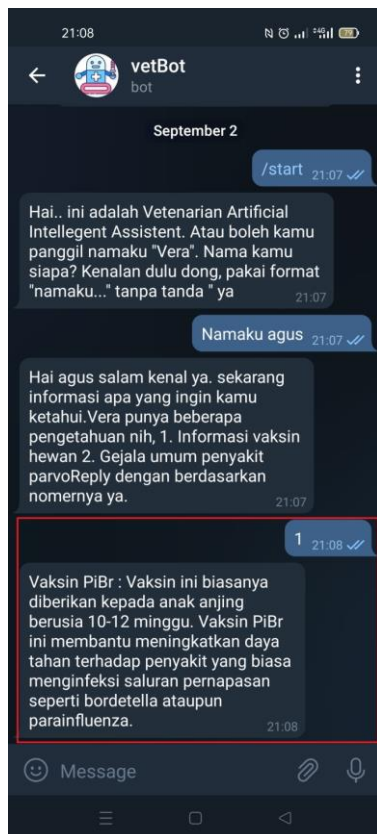 21:08
79
vetBot
bot
September 2
/start 21:07
Hai.. ini adalah Vetenarian Artificial
Intellegent Assistent. Atau boleh kamu
panggil namaku "Vera". Nama kamu
siapa? Kenalan dulu dong, pakai format
"namaku..." tanpa tanda " ya
21:07
Namaku agus 21:07
Hai agus salam kenal ya. sekarang
informasi apa yang ingin kamu
ketahui.Vera punya beberapa
pengetahuan nih, 1. Informasi vaksin
hewan 2. Gejala umum penyakit
parvoReply dengan berdasarkan
nomernya ya.
21:07
1 21:08
Vaksin PiBr : Vaksin ini biasanya
diberikan kepada anak anjing
berusia 10-12 minggu. Vaksin PiBr
ini membantu meningkatkan daya
tahan terhadap penyakit yang biasa
menginfeksi saluran pernapasan
seperti bordetella ataupun
parainfluenza.
21:08
Message